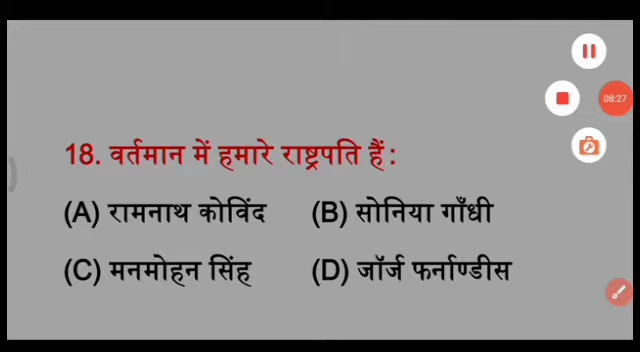 08:27
18. वर्तमान में हमारे राष्ट्रपति हैं :
(A) रामनाथ कोविंद (B) सोनिया गाँधी
(C) मनमोहन सिंह (D) जॉर्ज फर्नाण्डीस